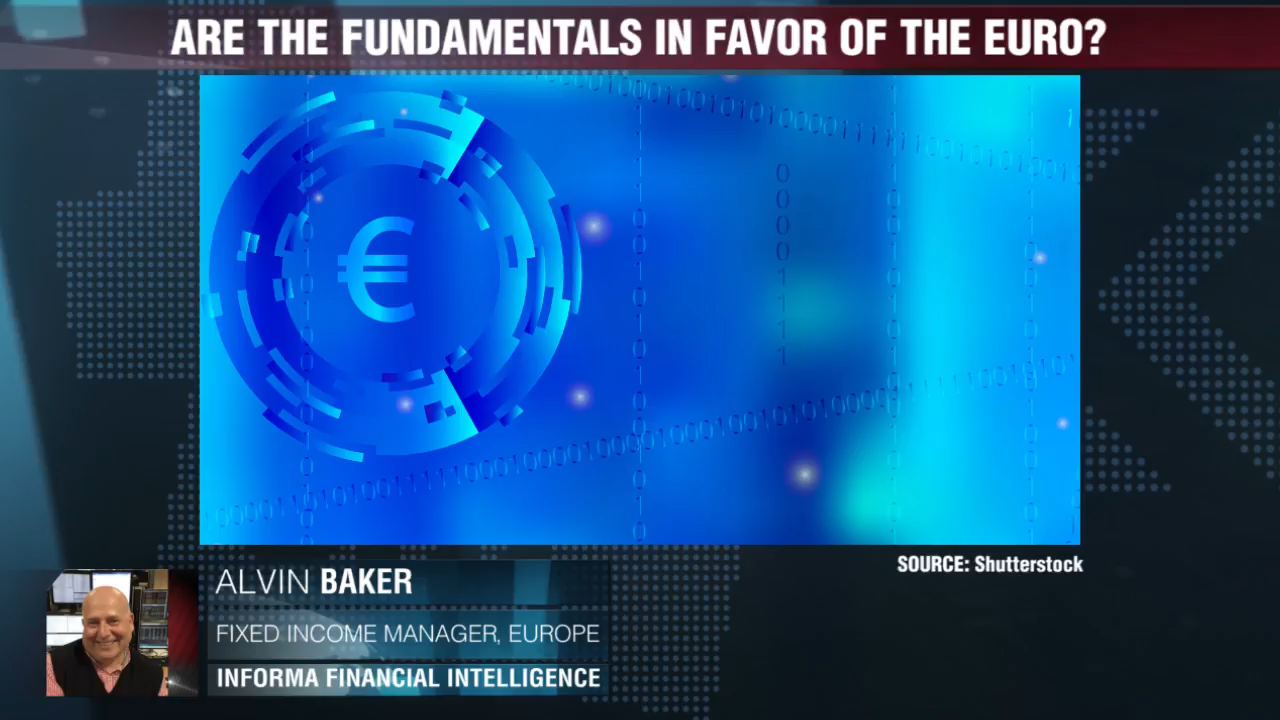 ARE THE FUNDAMENTALS IN FAVOR OF THE EURO?
€
SOURCE: Shutterstock
ALVIN BAKER
FIXED INCOME MANAGER, EUROPE
INFORMA FINANCIAL INTELLIGENCE